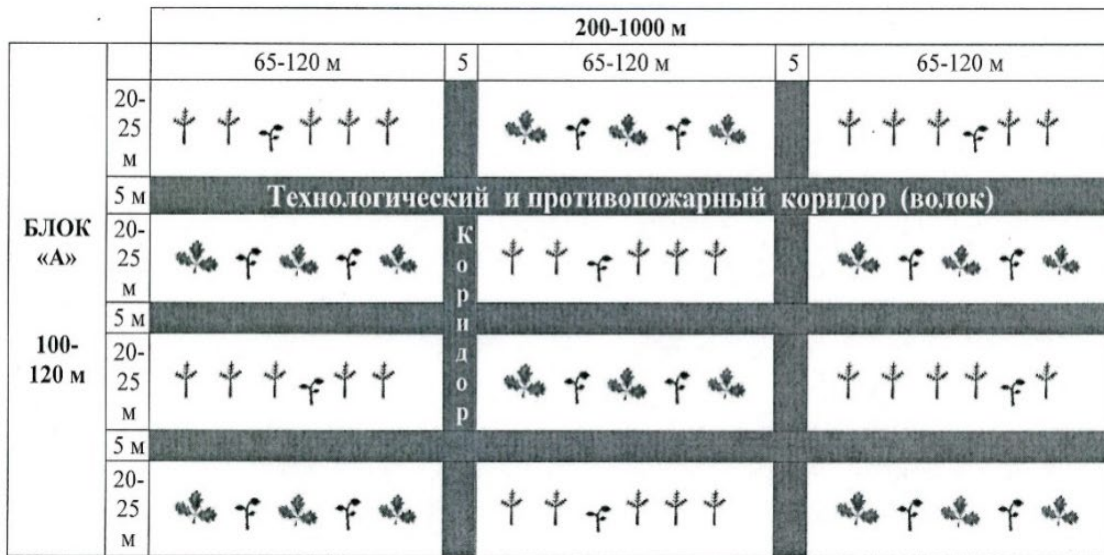 200-1000 м
65-120 м 5 65-120 м 5 65-120 м
20-
25
м
5 м
Технологический и противопожарный коридор (волок)
БЛОК
«А»
100-
120 м
20-
25
м
Коридор
5 м
20-
25
м
5 м
20-
25
м